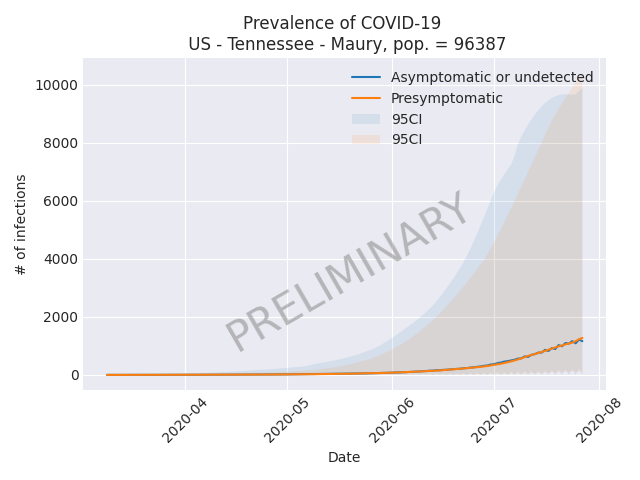 Prevalence of COVID-19
US - Tennessee - Maury, pop. = 96387
Asymptomatic or undetected
Presymptomatic
95CI
95CI
10000
8000
6000
4000
2000
0
# of infections
PRELIMINARY
2020-04
2020-05
2020-06
2020-07
2020-08
Date